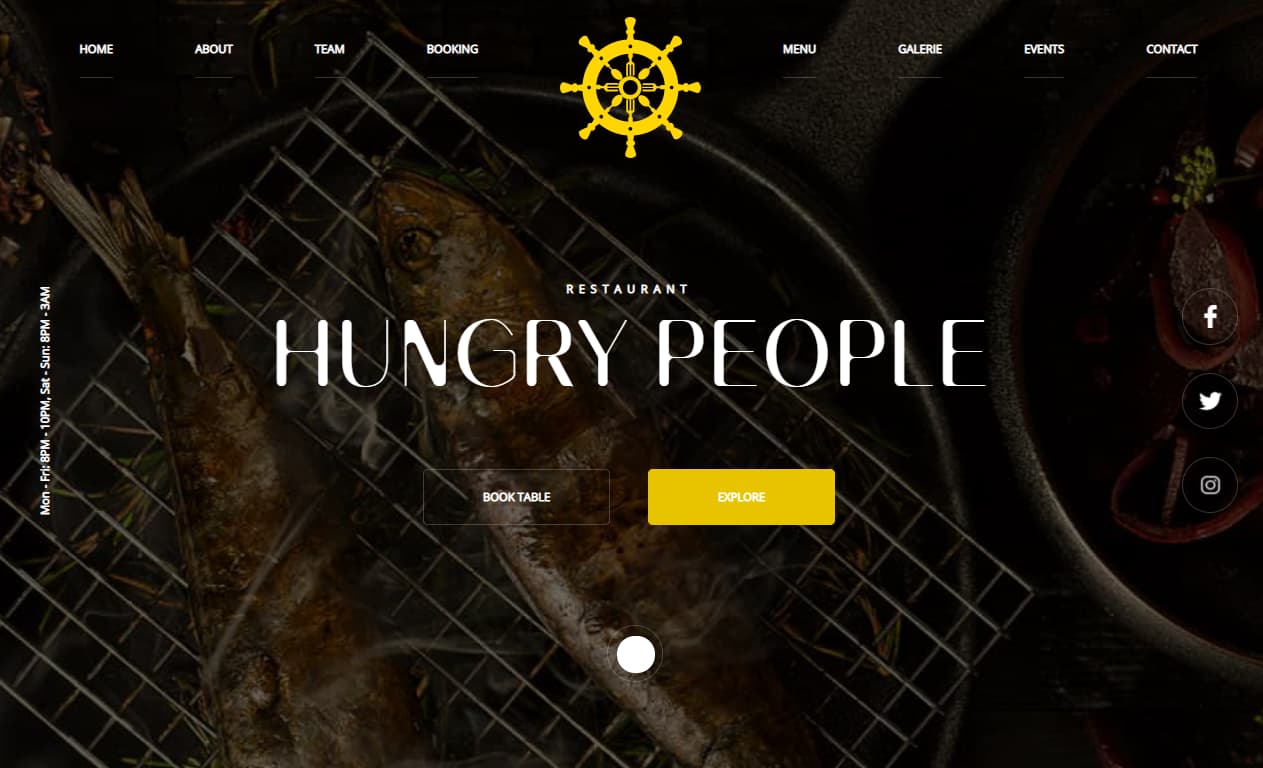 HOME
ABOUT
TEAM
BOOKING
MENU
GALERIE
EVENTS
CONTACT
Mon - Fri: 8PM - 10PM, Sat - Sun: 8PM - 3AM
RESTAURANT
HUNGRY PEOPLE
BOOK TABLE
EXPLORE